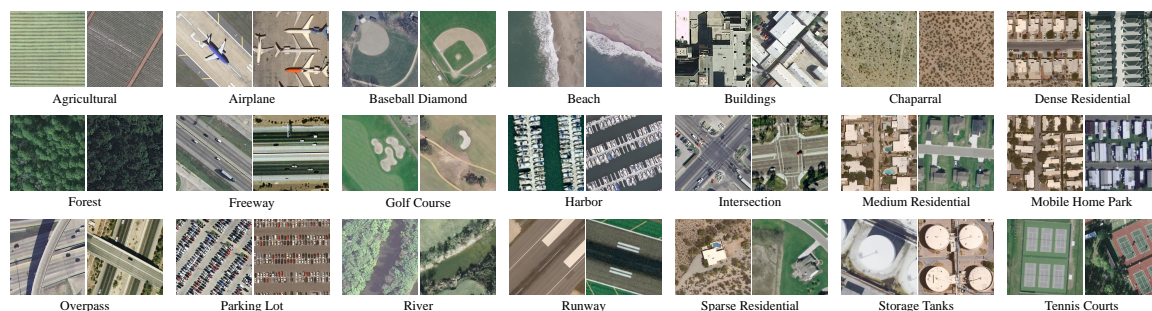 Agricultural
Airplane
Baseball Diamond
Beach
Buildings
Chaparral
Dense Residential
Forest
Freeway
Golf Course
Harbor
Intersection
Medium Residential
Mobile Home Park
Overpass
Parking Lot
River
Runway
Sparse Residential
Storage Tanks
Tennis Courts